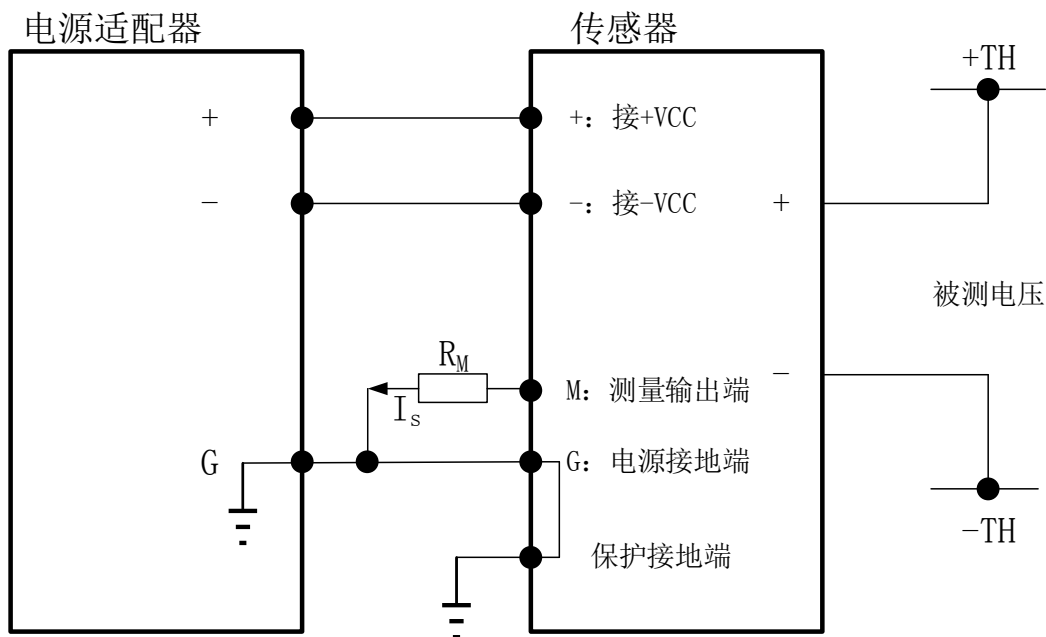 电源适配器
传感器
+TH
+
+: 接+VCC
-
-: 接-VCC
+
被测电压
R_M
I_s
M: 测量输出端
-
G
G: 电源接地端
-TH
保护接地端